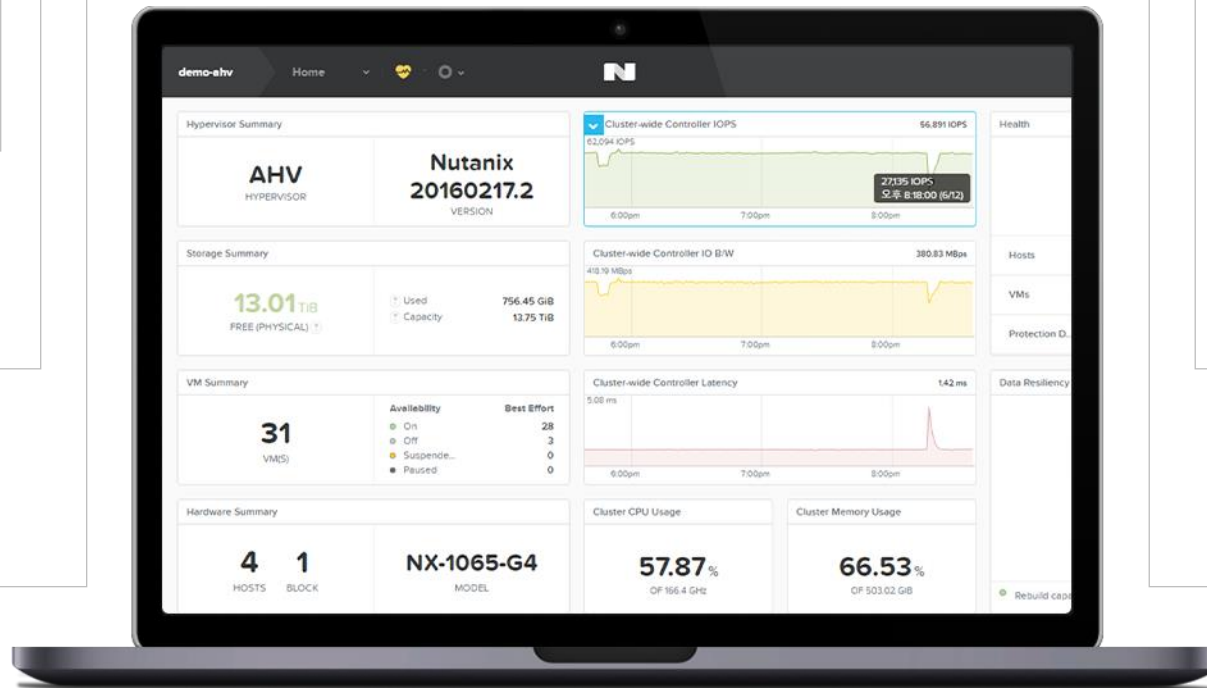 demo-ahv
Home
N
Hypervisor Summary
AHV
HYPERVISOR
Nutanix
20160217.2
VERSION
Cluster-wide Controller IOPS
56,891 IOPS
62,094 IOPS
27,135 IOPS
오후 8:18:00 (6/12)
6:00pm
7:00pm
8:00pm
Health
Hosts
VMs
Protection D...
Storage Summary
13.01 TiB
FREE (PHYSICAL)
Used
756.45 GiB
Capacity
13.75 TiB
Cluster-wide Controller IO B/W
380.83 MBps
418.19 MBps
6:00pm
7:00pm
8:00pm
VM Summary
31
VM(S)
Availability
Best Effort
On
28
Off
3
Suspende...
0
Paused
0
Cluster-wide Controller Latency
1.42 ms
5.08 ms
6:00pm
7:00pm
8:00pm
Data Resiliency
Hardware Summary
4
HOSTS
1
BLOCK
NX-1065-G4
MODEL
Cluster CPU Usage
57.87 %
OF 166.4 GHz
Cluster Memory Usage
66.53 %
OF 503.02 GiB
Rebuild capa